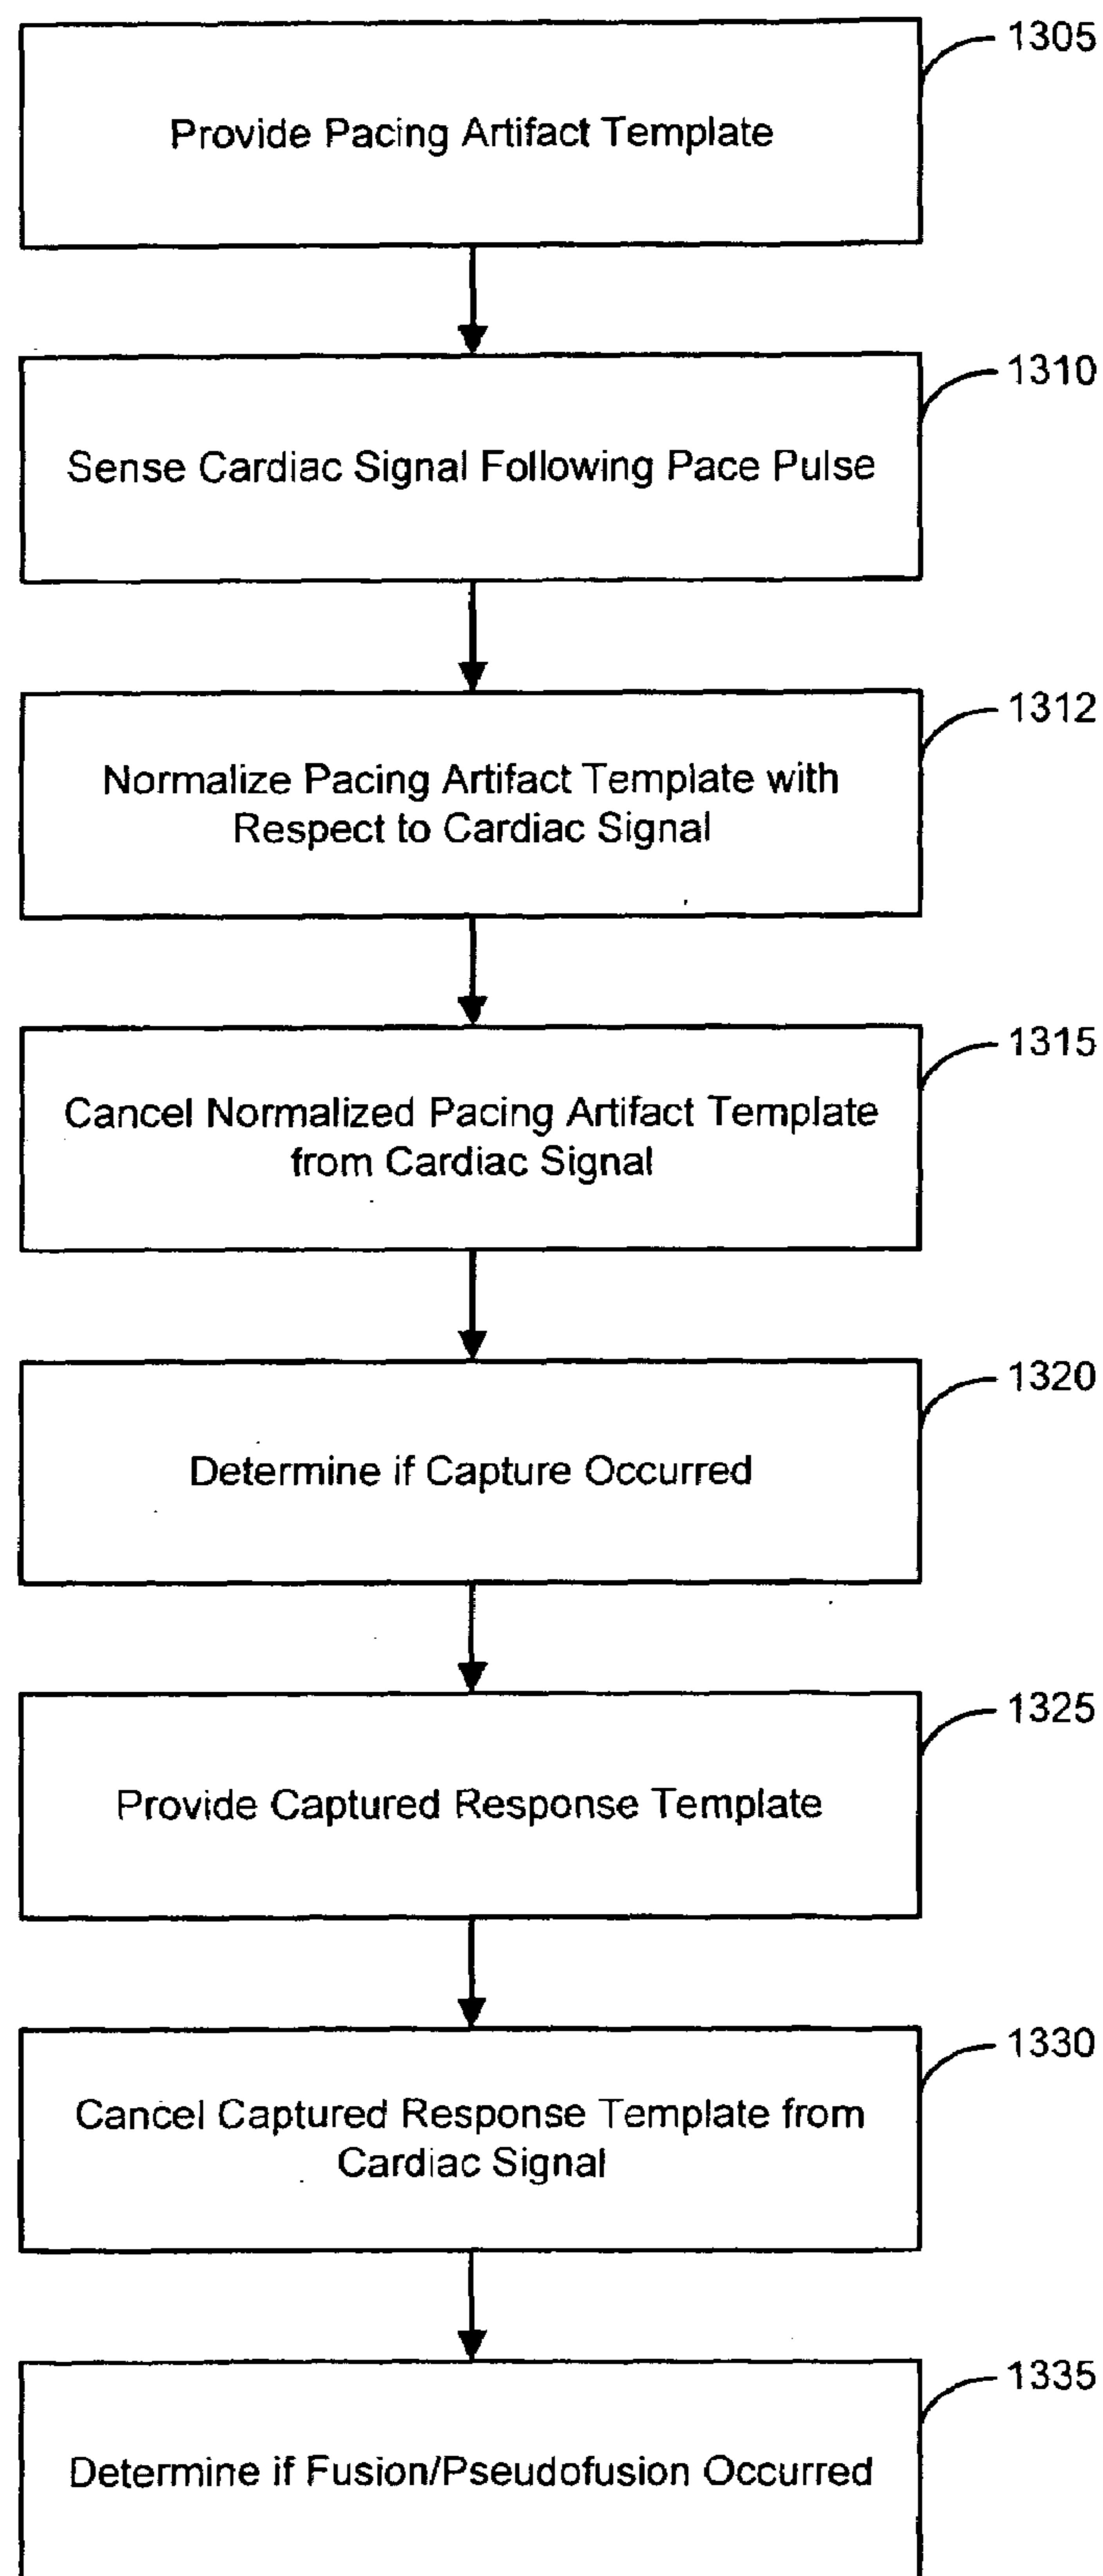 1305
Provide Pacing Artifact Template
1310
Sense Cardiac Signal Following Pace Pulse
1312
Normalize Pacing Artifact Template with
Respect to Cardiac Signal
1315
Cancel Normalized Pacing Artifact Template
from Cardiac Signal
1320
Determine if Capture Occurred
1325
Provide Captured Response Template
1330
Cancel Captured Response Template from
Cardiac Signal
1335
Determine if Fusion/Pseudofusion Occurred